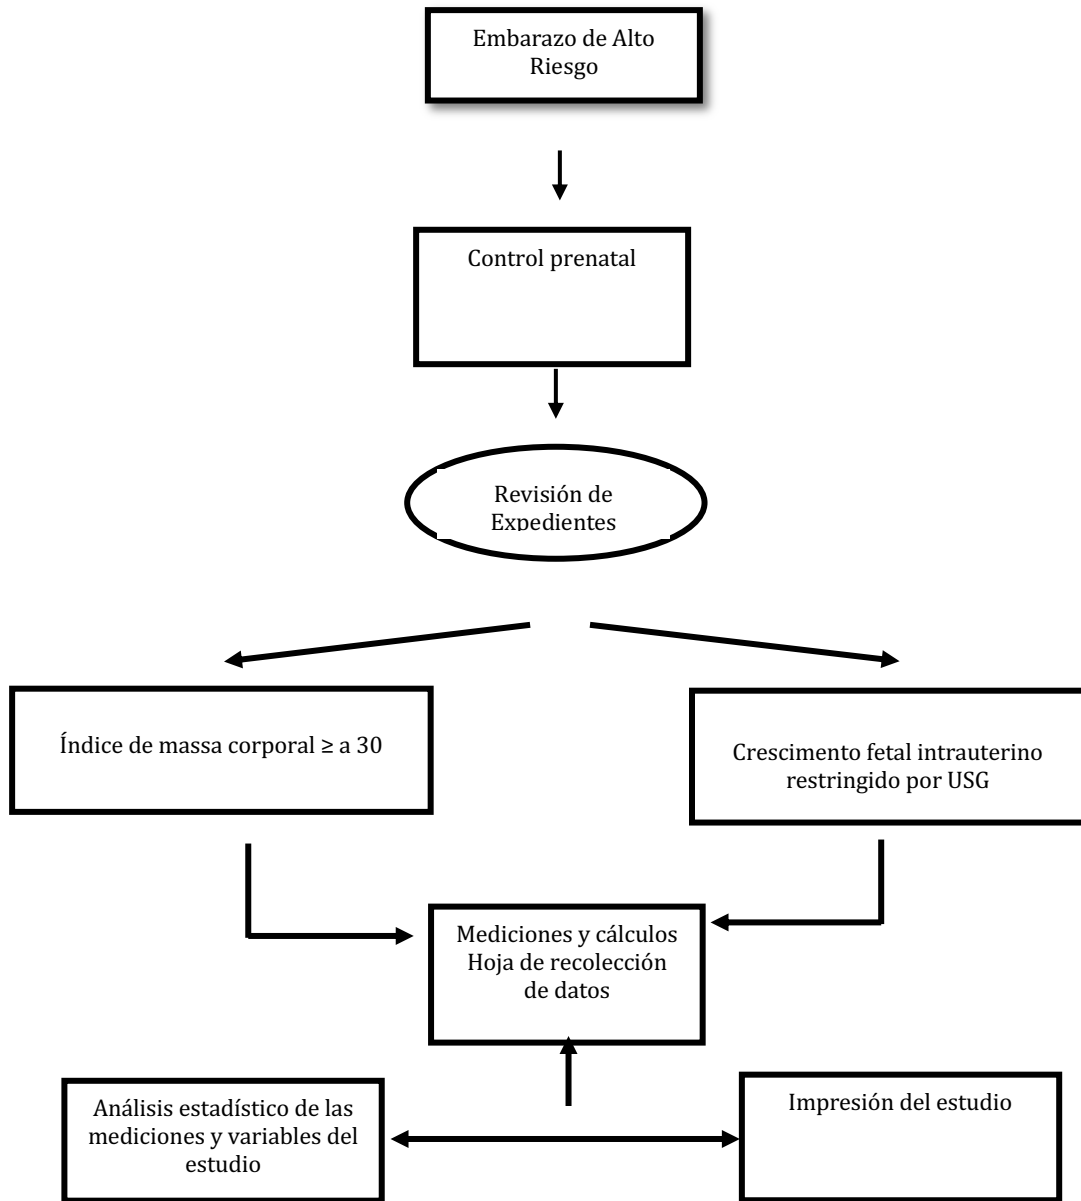 Embarazo de Alto
Riesgo
Control prenatal
Revisión de
Expedientes
Índice de massa corporal ≥ a 30
Crescimento fetal intrauterino
restringido por USG
Mediciones y cálculos
Hoja de recolección
de datos
Análisis estadístico de las
mediciones y variables del
estudio
Impresión del estudio